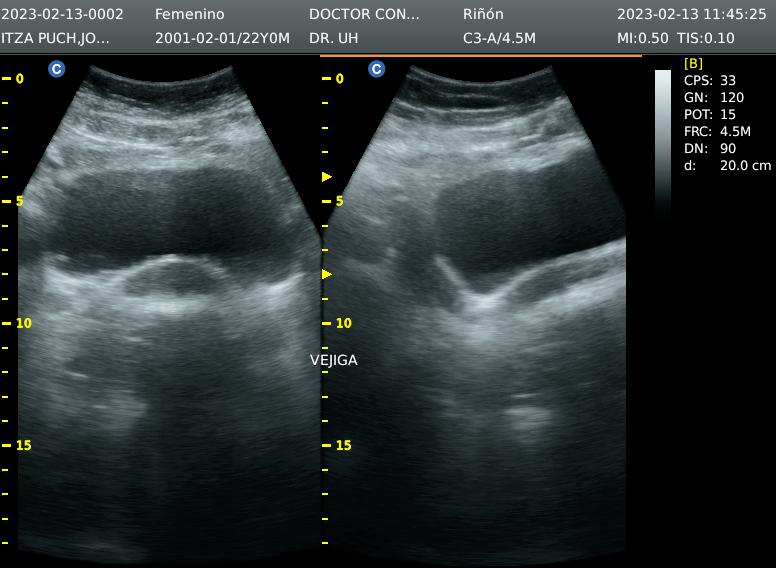 2023-02-13-0002 Femenino DOCTOR CON... Riñón 2023-02-13 11:45:25
ITZA PUCH,JO... 2001-02-01/22Y0M DR. UH C3-A/4.5M MI:0.50 TIS:0.10
C C [B]
0 0 CPS: 33
GN: 120
POT: 15
FRC: 4.5M
DN: 90
d: 20.0 cm
5 5
10 10
VEJIGA
15 15